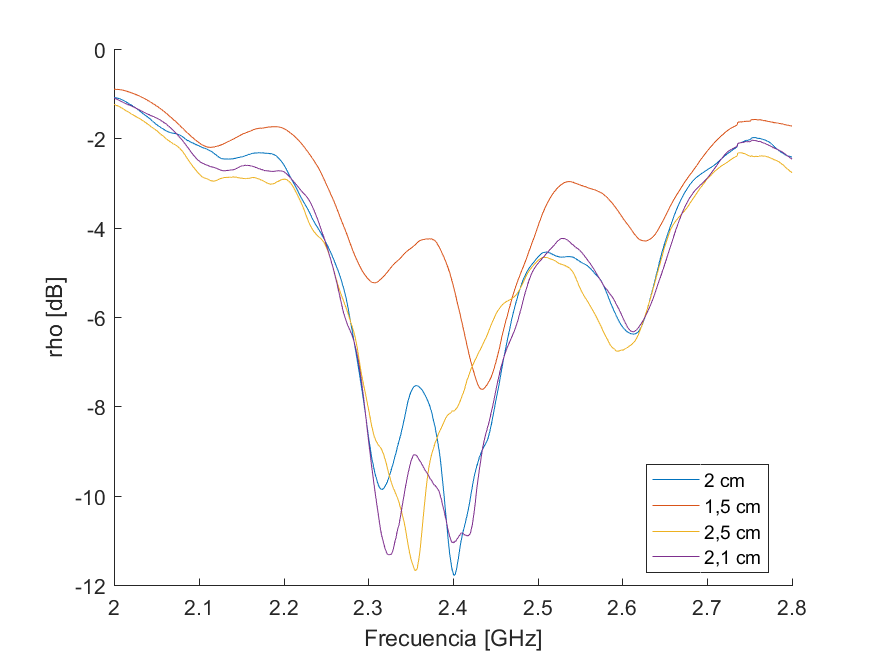 0
-2
-4
-6
-8
-10
-12
rho [dB]
2 cm
1,5 cm
2,5 cm
2,1 cm
2 2.1 2.2 2.3 2.4 2.5 2.6 2.7 2.8
Frecuencia [GHz]